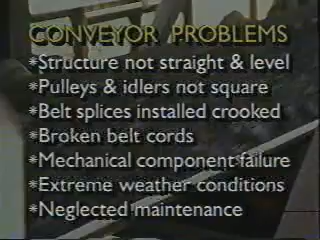 CONVEYOR PROBLEMS
*Structure not straight & level
*Pulleys & idlers not square
*Belt splices installed crooked
*Broken belt cords
*Mechanical component failure
*Extreme weather conditions
*Neglected maintenance